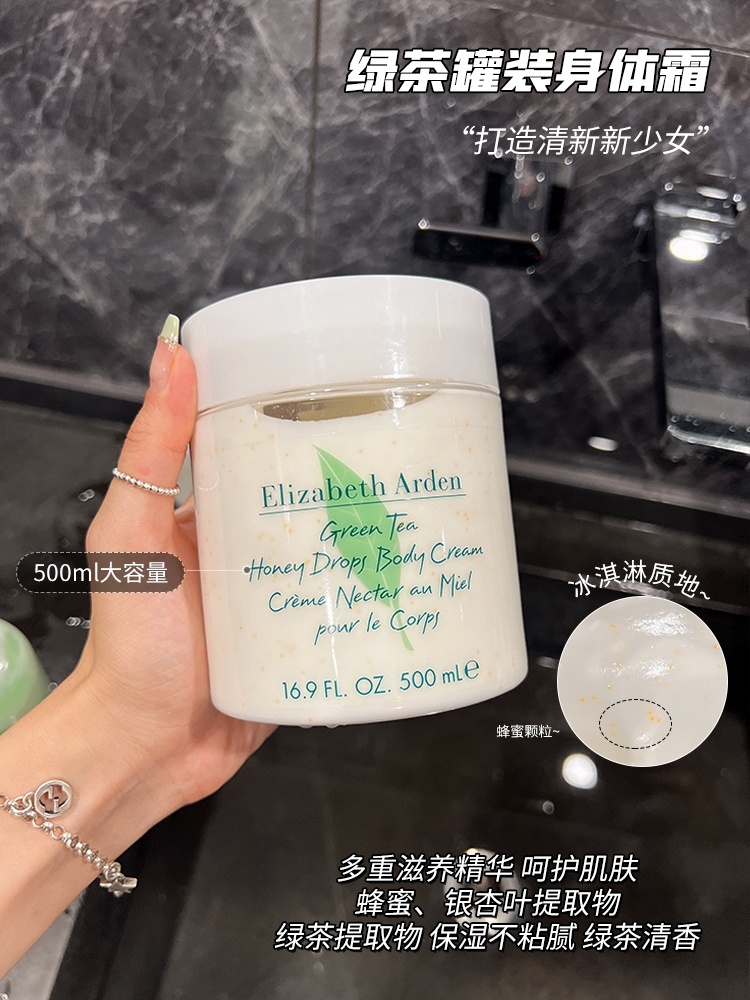 绿茶罐装身体霜
“打造清新新少女”
Elizabeth Arden
Green Tea
Honey Drops Body Cream
Crème Nectar au Miel
pour le Corps
16.9 FL. OZ. 500 mL℮
500ml大容量
冰淇淋质地~
蜂蜜颗粒~
多重滋养精华 呵护肌肤
蜂蜜、银杏叶提取物
绿茶提取物 保湿不粘腻 绿茶清香